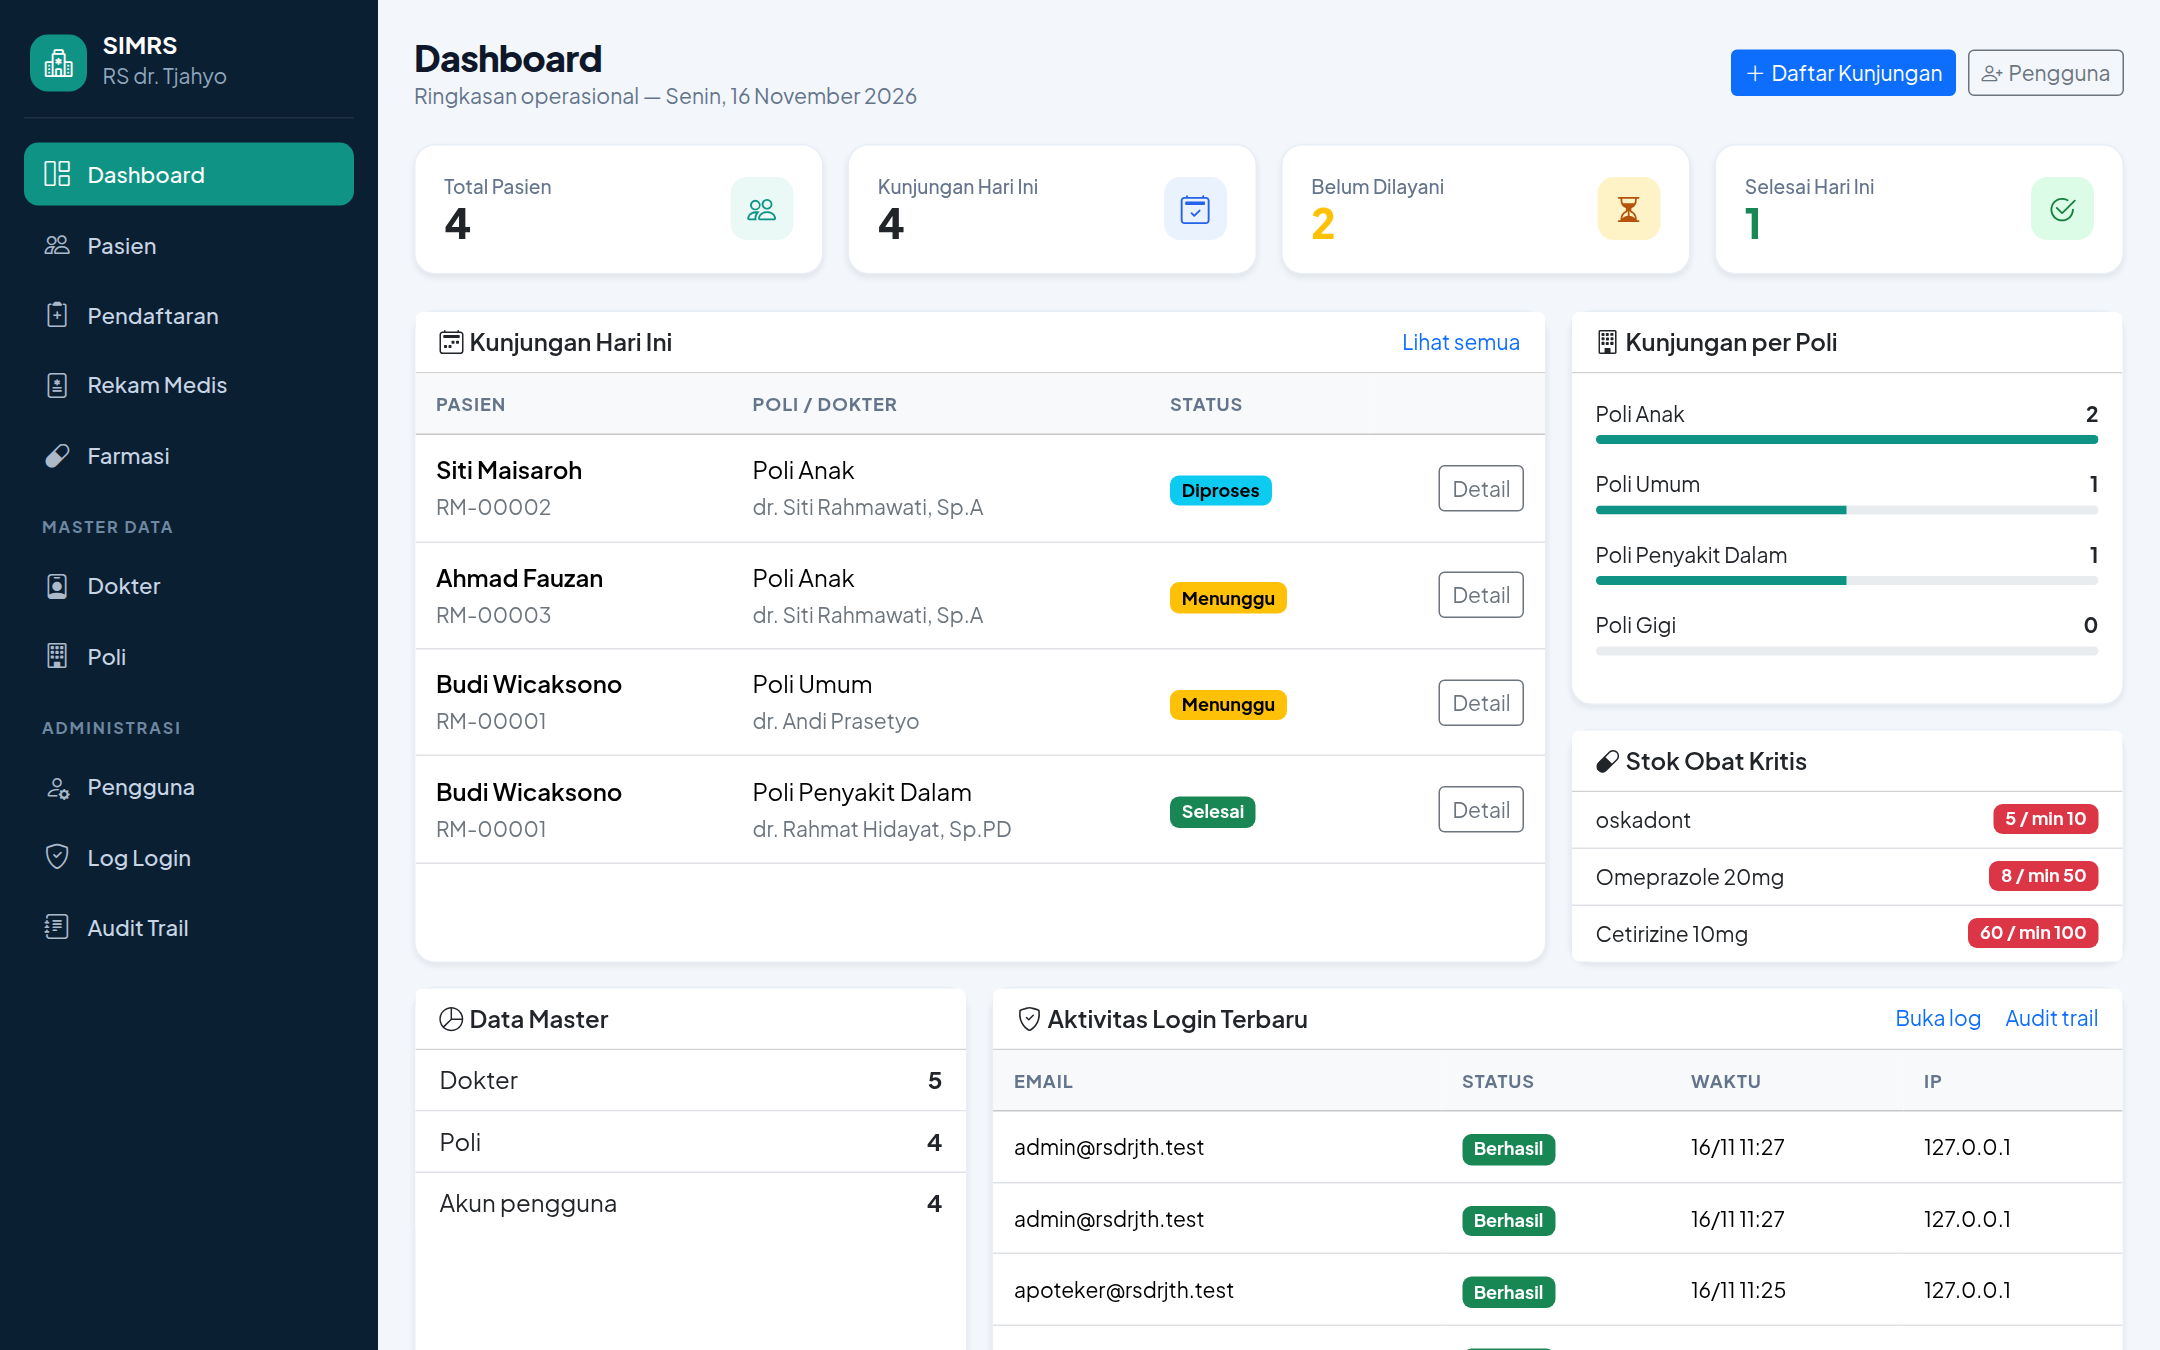 SIMRS
RS dr. Tjahyo
Dashboard
Pasien
Pendaftaran
Rekam Medis
Farmasi
MASTER DATA
Dokter
Poli
ADMINISTRASI
Pengguna
Log Login
Audit Trail
Dashboard
Ringkasan operasional — Senin, 16 November 2026
Daftar Kunjungan
Pengguna
Total Pasien
4
Kunjungan Hari Ini
4
Belum Dilayani
2
Selesai Hari Ini
1
Kunjungan Hari Ini
Lihat semua
PASIEN POLI / DOKTER STATUS
Siti Maisaroh Poli Anak
RM-00002 dr. Siti Rahmawati, Sp.A
Diproses Detail
Ahmad Fauzan Poli Anak
RM-00003 dr. Siti Rahmawati, Sp.A
Menunggu Detail
Budi Wicaksono Poli Umum
RM-00001 dr. Andi Prasetyo
Menunggu Detail
Budi Wicaksono Poli Penyakit Dalam
RM-00001 dr. Rahmat Hidayat, Sp.PD
Selesai Detail
Kunjungan per Poli
Poli Anak 2
Poli Umum 1
Poli Penyakit Dalam 1
Poli Gigi 0
Stok Obat Kritis
oskadont 5 / min 10
Omeprazole 20mg 8 / min 50
Cetirizine 10mg 60 / min 100
Data Master
Dokter 5
Poli 4
Akun pengguna 4
Aktivitas Login Terbaru
Buka log Audit trail
EMAIL STATUS WAKTU IP
admin@rsdrjth.test Berhasil 16/11 11:27 127.0.0.1
admin@rsdrjth.test Berhasil 16/11 11:27 127.0.0.1
apoteker@rsdrjth.test Berhasil 16/11 11:25 127.0.0.1